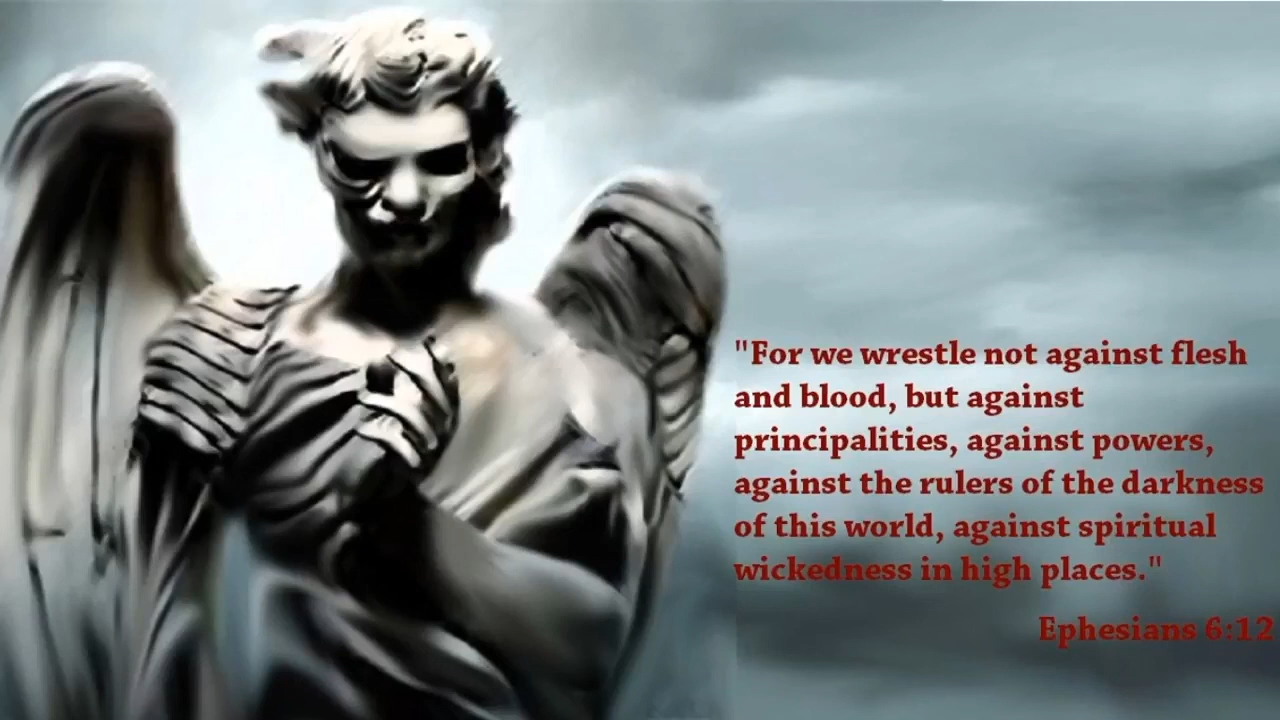 "For we wrestle not against flesh
and blood, but against
principalities, against powers,
against the rulers of the darkness
of this world, against spiritual
wickedness in high places."
Ephesians 6:12